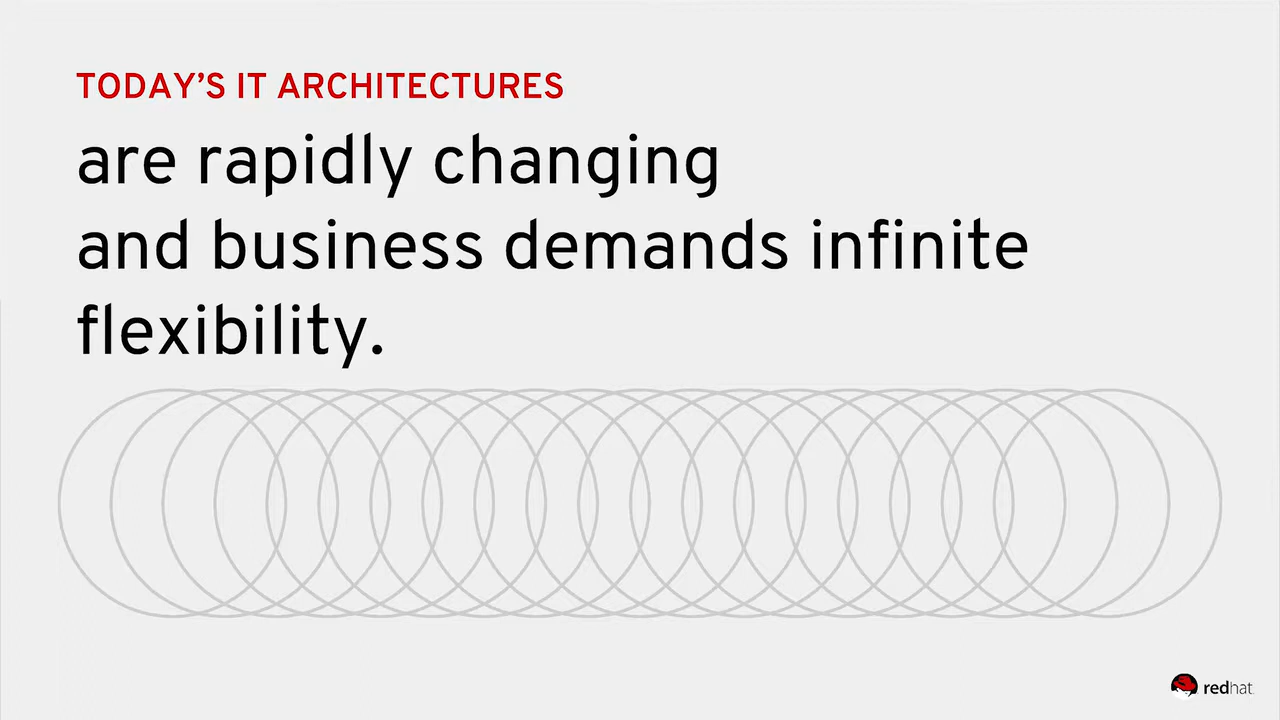 TODAY’S IT ARCHITECTURES
are rapidly changing
and business demands infinite
flexibility.
redhat